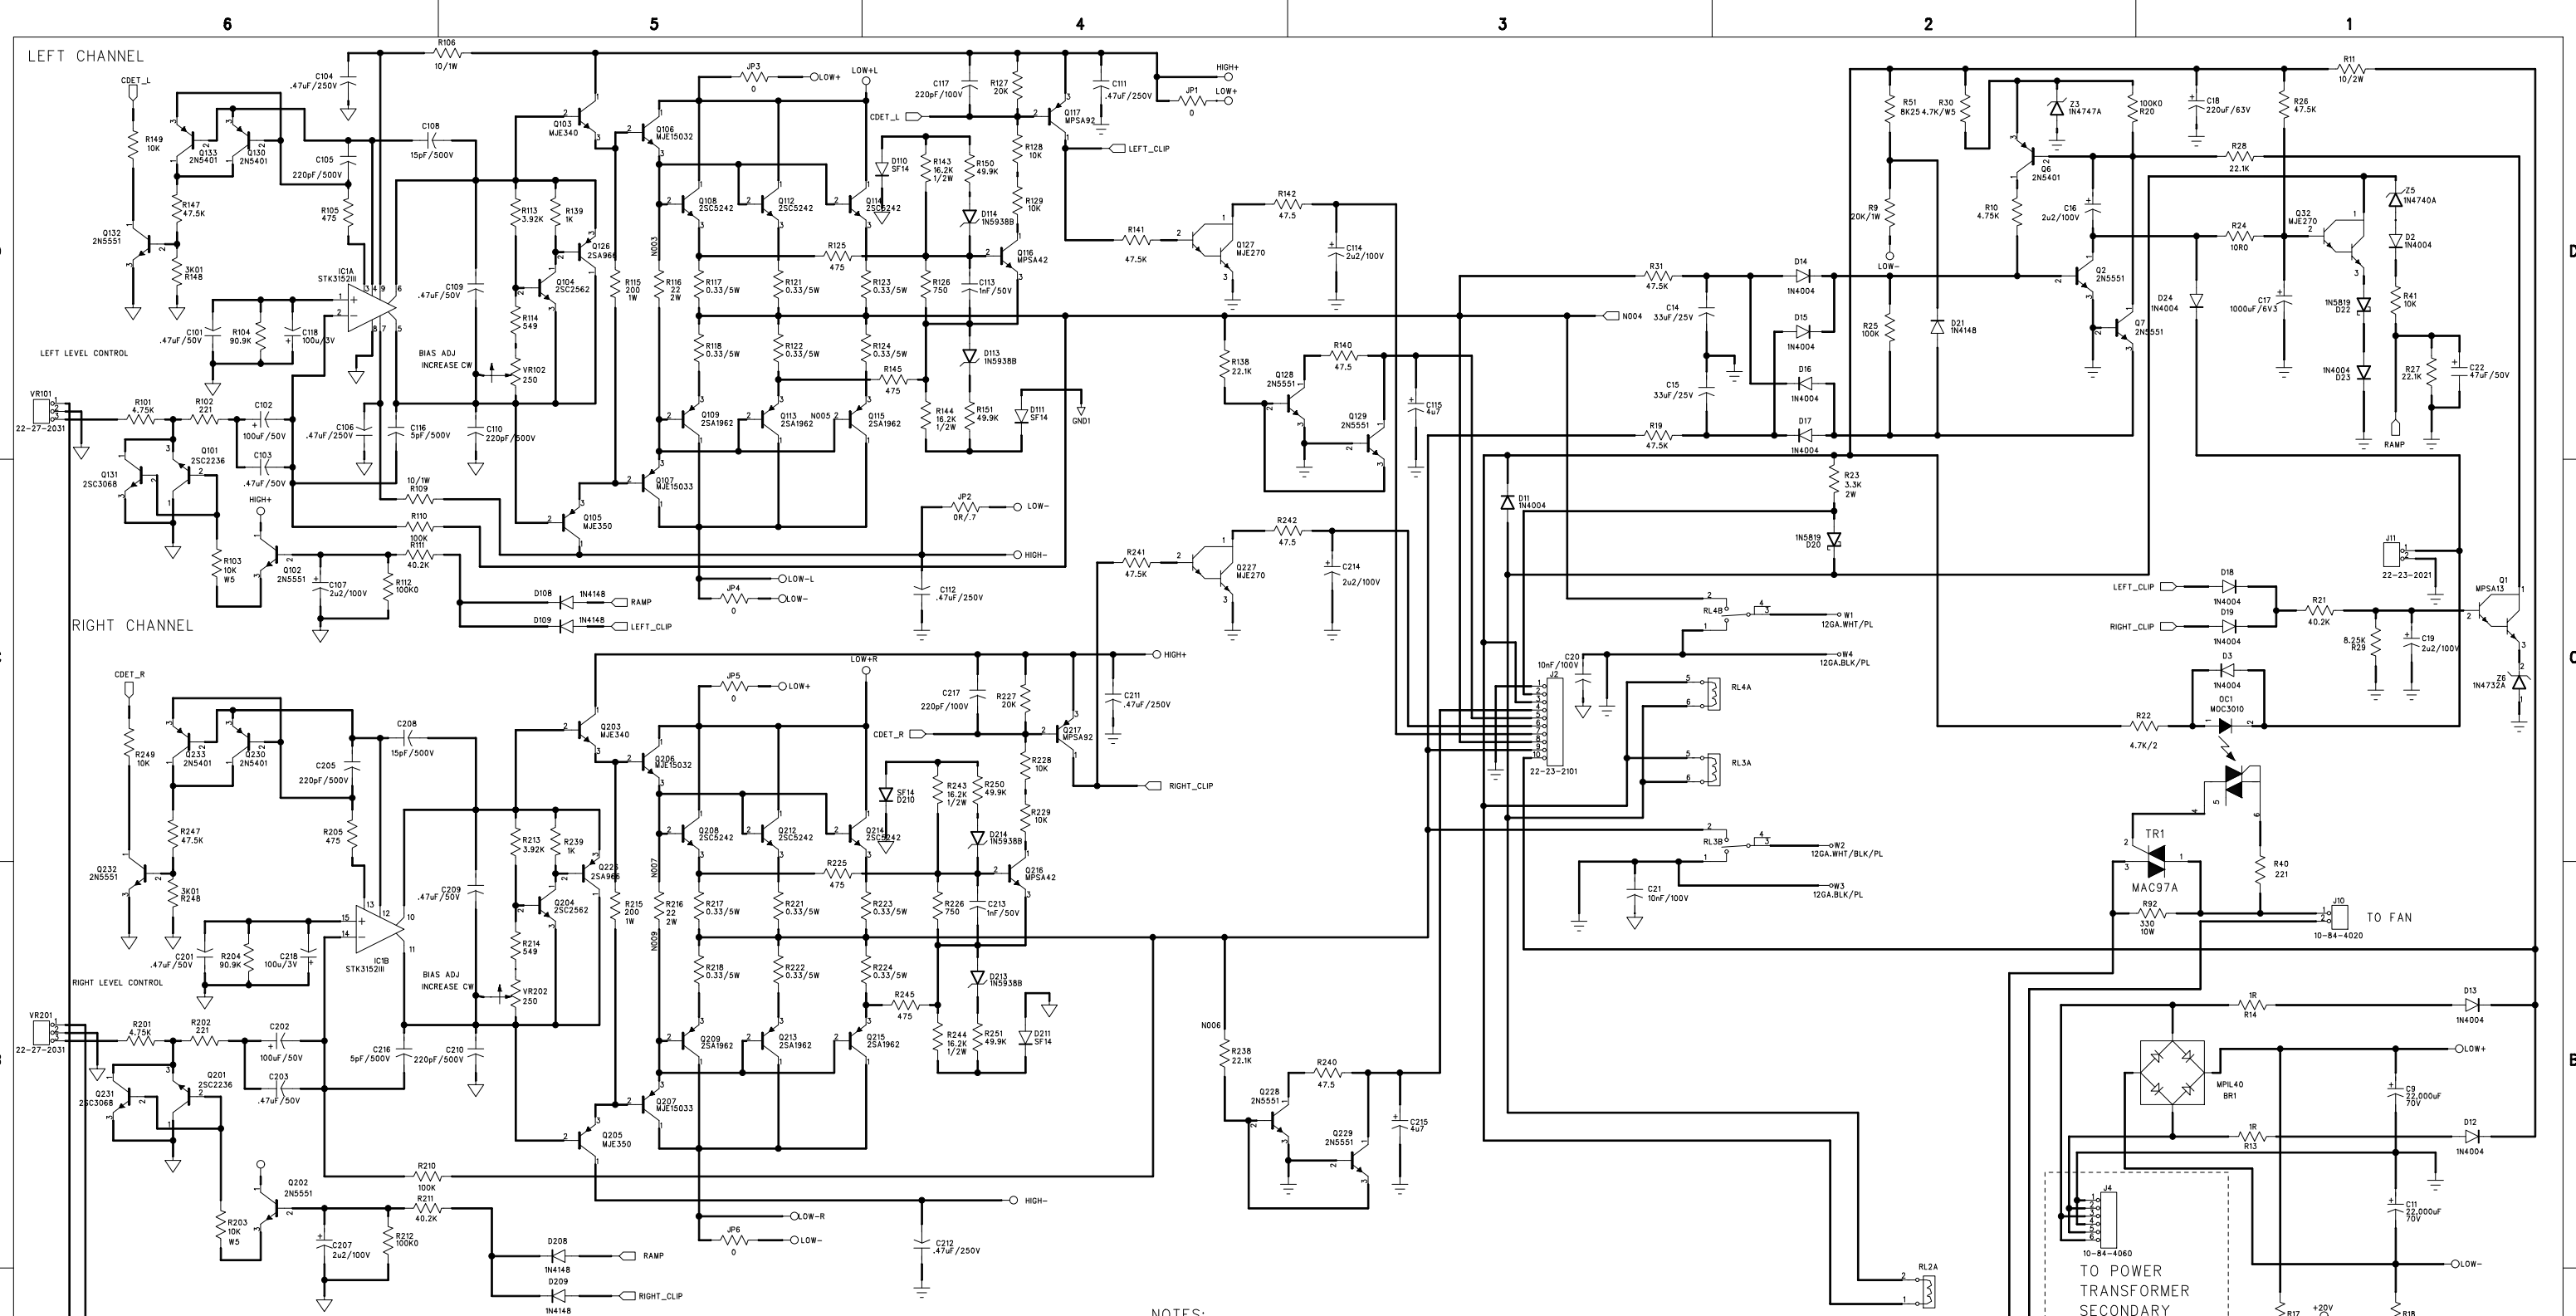 6
5
4
3
2
1
LEFT CHANNEL
CDET_L
R149
10K
Q133
2N5401
Q130
2N5401
R147
47.5K
Q132
2N5551
3K01
R148
C104
.47uF/250V
R106
10/1W
C105
220pF/500V
C108
15pF/500V
R105
475
IC1A
STK3152III
C101
.47uF/50V
R104
90.9K
C118
100u/3V
LEFT LEVEL CONTROL
VR101
22-27-2031
R101
4.75K
R102
221
C102
100uF/50V
C103
.47uF/50V
Q101
2SC2236
Q131
2SC3068
HIGH+
R103
10K
W5
Q102
2N5551
C107
2u2/100V
R112
100K0
R111
40.2K
R110
100K
10/1W
R109
C106
.47uF/250V
C116
5pF/500V
C110
220pF/500V
C109
.47uF/50V
BIAS ADJ
INCREASE CW
VR102
250
R113
3.92K
R139
1K
Q126
2SA966
Q104
2SC2562
R114
549
Q103
MJE340
Q106
MJE15032
R115
200
1W
R116
22
2W
N003
Q105
MJE350
Q107
MJE15033
JP3
0
LOW+
LOW+L
Q108
2SC5242
Q112
2SC5242
Q114
2SC5242
R117
0.33/5W
R121
0.33/5W
R123
0.33/5W
R125
475
R118
0.33/5W
R122
0.33/5W
R124
0.33/5W
R145
475
Q109
2SA1962
Q113
2SA1962
N005
Q115
2SA1962
LOW-L
JP4
0
LOW-
D108
1N4148
RAMP
D109
1N4148
LEFT_CLIP
C117
220pF/100V
R127
20K
CDET_L
Q117
MPSA92
C111
.47uF/250V
JP1
0
HIGH+
LOW+
LEFT_CLIP
D110
SF14
R143
16.2K
1/2W
R150
49.9K
R128
10K
R129
10K
D114
1N5938B
Q116
MPSA42
R126
750
C113
1nF/50V
D113
1N5938B
R144
16.2K
1/2W
R151
49.9K
D111
SF14
GND1
JP2
0R/.7
LOW-
HIGH-
C112
.47uF/250V
R141
47.5K
Q127
MJE270
R142
47.5
C114
2u2/100V
R138
22.1K
Q128
2N5551
R140
47.5
Q129
2N5551
C115
4u7
R241
47.5K
Q227
MJE270
R242
47.5
C214
2u2/100V
N004
R31
47.5K
C14
33uF/25V
C15
33uF/25V
R19
47.5K
D14
1N4004
D15
1N4004
D16
1N4004
D17
1N4004
R51
8K25
R30
4.7K/W5
Z3
1N4747A
100K0
R20
C18
220uF/63V
R26
47.5K
R11
10/2W
R9
20K/1W
LOW-
R10
4.75K
Q6
2N5401
C16
2u2/100V
R28
22.1K
R24
10R0
Q32
MJE270
Z5
1N4740A
D2
1N4004
R41
10K
R25
100K
D21
1N4148
Q2
2N5551
Q7
2N5551
D24
1N4004
C17
1000uF/6V3
1N5819
D22
1N4004
D23
R27
22.1K
C22
47uF/50V
RAMP
D11
1N4004
R23
3.3K
2W
1N5819
D20
J11
22-23-2021
LEFT_CLIP
D18
1N4004
D19
1N4004
RIGHT_CLIP
R21
40.2K
8.25K
R29
C19
2u2/100V
Q1
MPSA13
Z6
1N4732A
D3
1N4004
OC1
MOC3010
R22
4.7K/2
RL4B
W1
12GA.WHT/PL
W4
12GA.BLK/PL
C20
10nF/100V
J2
22-23-2101
RL4A
RL3A
RL3B
W2
12GA.WHT/BLK/PL
W3
12GA.BLK/PL
C21
10nF/100V
TR1
MAC97A
R40
221
R92
330
10W
J10
10-84-4020
TO FAN
RIGHT CHANNEL
CDET_R
R249
10K
Q233
2N5401
Q230
2N5401
R247
47.5K
Q232
2N5551
3K01
R248
C205
220pF/500V
C208
15pF/500V
R205
475
IC1B
STK3152III
C201
.47uF/50V
R204
90.9K
C218
100u/3V
RIGHT LEVEL CONTROL
VR201
22-27-2031
R201
4.75K
R202
221
C202
100uF/50V
C203
.47uF/50V
Q201
2SC2236
Q231
2SC3068
R203
10K
W5
Q202
2N5551
C207
2u2/100V
R212
100K0
R211
40.2K
R210
100K
C216
5pF/500V
C210
220pF/500V
C209
.47uF/50V
BIAS ADJ
INCREASE CW
VR202
250
R213
3.92K
R239
1K
Q226
2SA966
Q204
2SC2562
R214
549
Q203
MJE340
Q206
MJE15032
R215
200
1W
R216
22
2W
N007
N009
Q205
MJE350
Q207
MJE15033
JP5
0
LOW+
LOW+R
Q208
2SC5242
Q212
2SC5242
Q214
2SC5242
R217
0.33/5W
R221
0.33/5W
R223
0.33/5W
R225
475
R218
0.33/5W
R222
0.33/5W
R224
0.33/5W
R245
475
Q209
2SA1962
Q213
2SA1962
Q215
2SA1962
LOW-R
JP6
0
LOW-
D208
1N4148
RAMP
D209
1N4148
RIGHT_CLIP
C217
220pF/100V
R227
20K
CDET_R
Q217
MPSA92
C211
.47uF/250V
HIGH+
RIGHT_CLIP
SF14
D210
R243
16.2K
1/2W
R250
49.9K
R228
10K
R229
10K
D214
1N5938B
Q216
MPSA42
R226
750
C213
1nF/50V
D213
1N5938B
R244
16.2K
1/2W
R251
49.9K
D211
SF14
HIGH-
C212
.47uF/250V
N006
R238
22.1K
Q228
2N5551
R240
47.5
Q229
2N5551
C215
4u7
1R
R14
D13
1N4004
MPIL40
BR1
LOW+
C9
22,000uF
70V
1R
R13
D12
1N4004
C11
22,000uF
70V
LOW-
J4
10-84-4060
TO POWER
TRANSFORMER
SECONDARY
RL2A
R17
+20V
R18
NOTES:
D
C
B